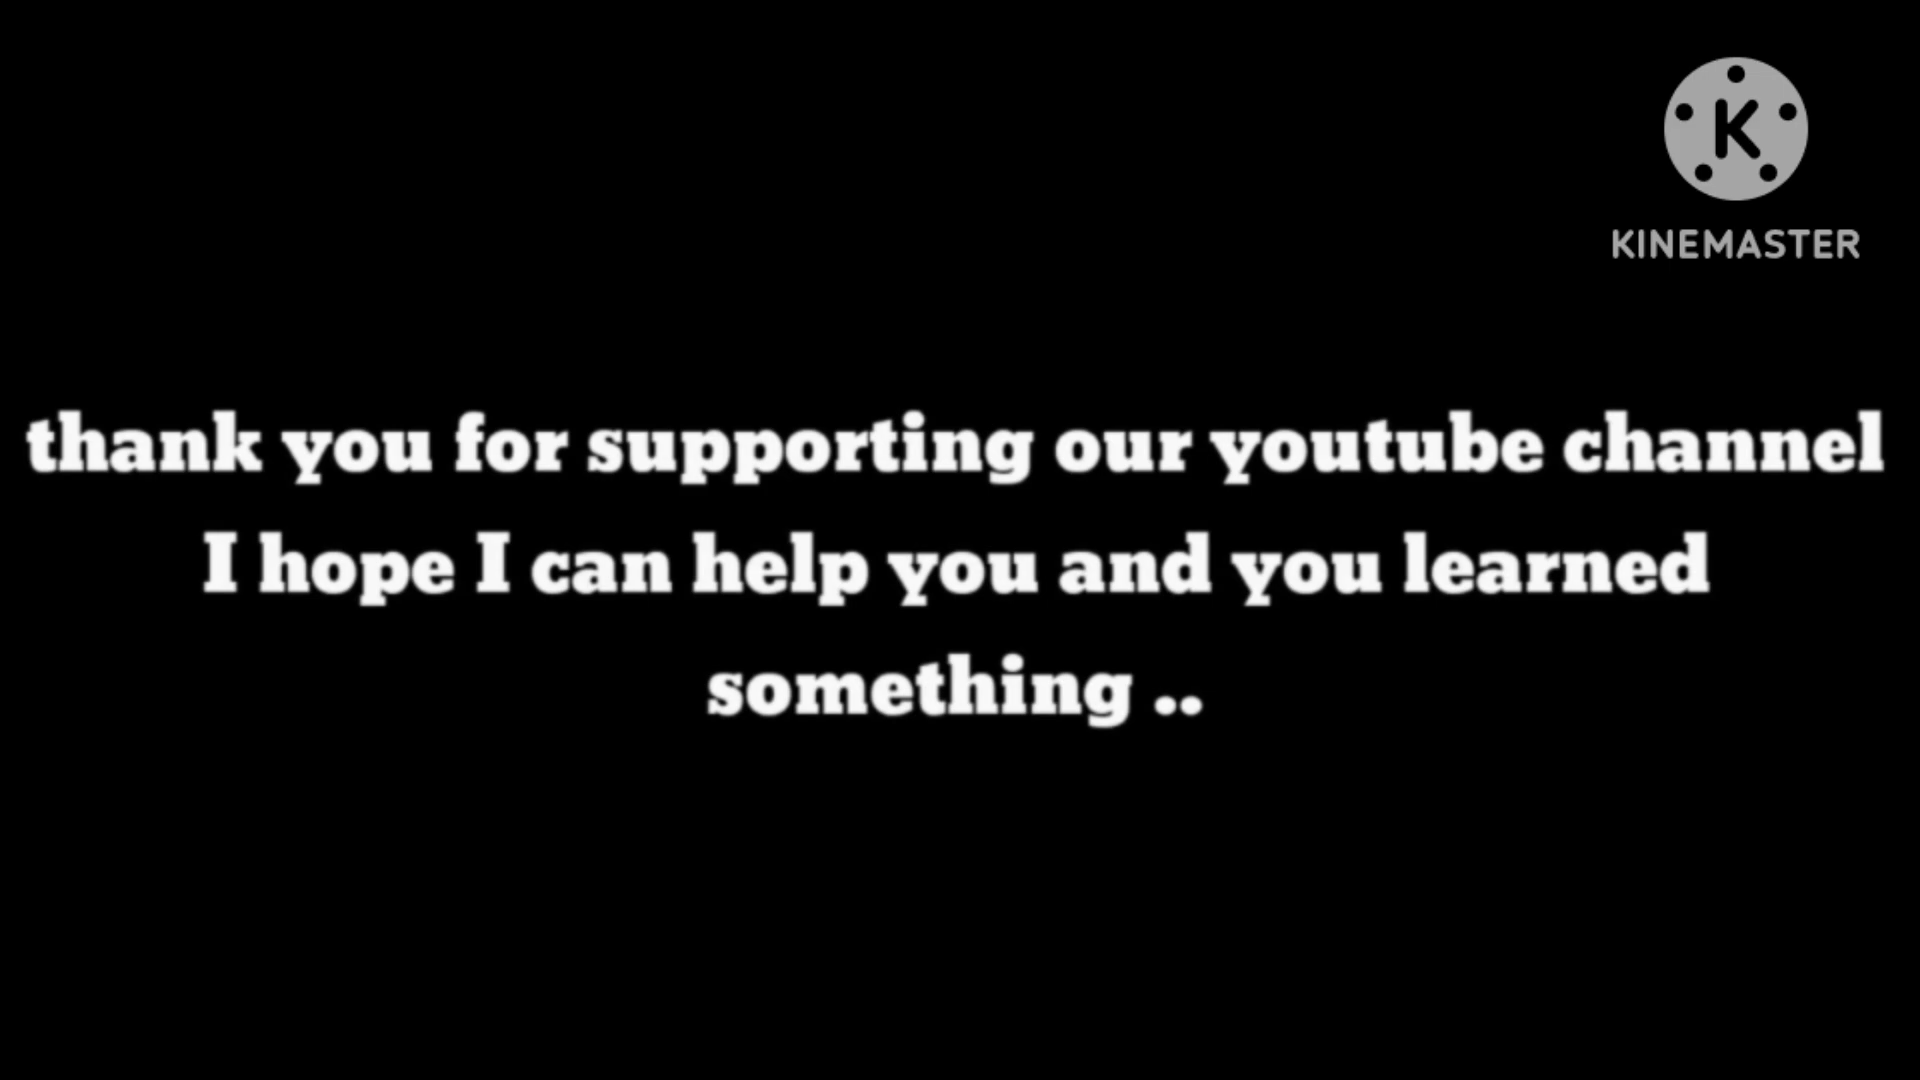 K
KINEMASTER
thank you for supporting our youtube channel
I hope I can help you and you learned
something ..